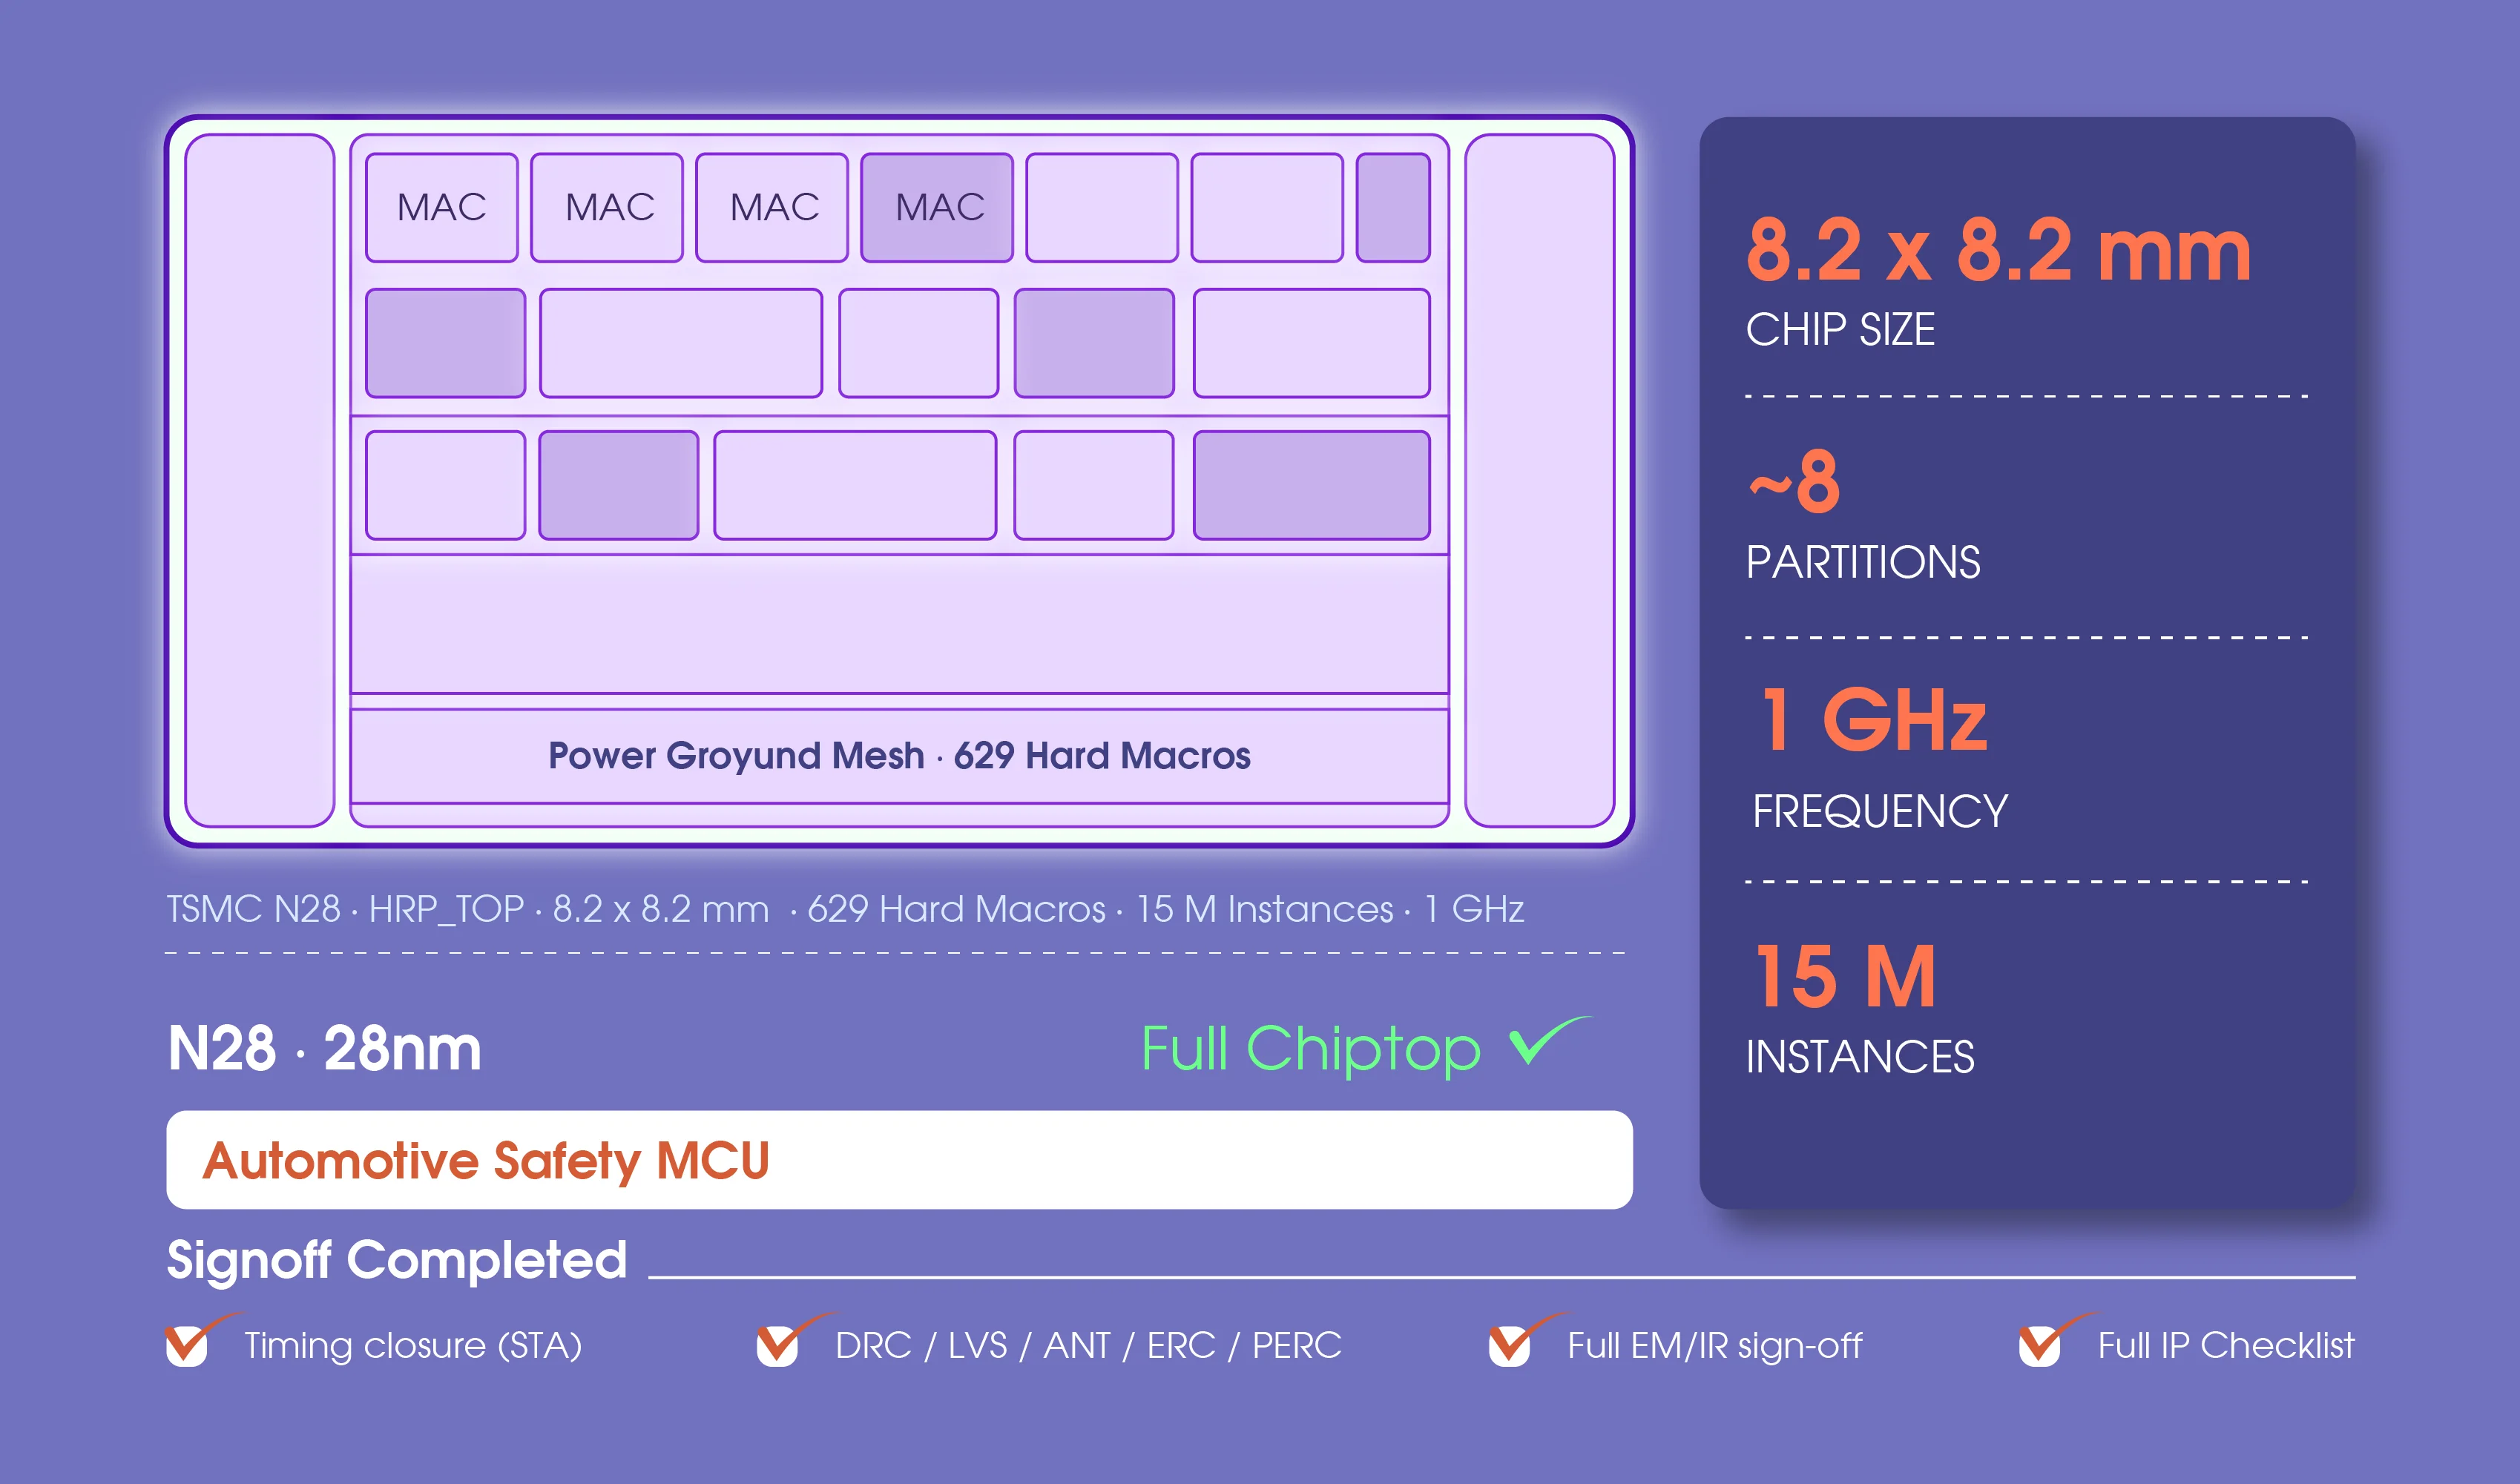 MAC MAC MAC MAC
Power Groyund Mesh · 629 Hard Macros
TSMC N28 · HRP_TOP · 8.2 x 8.2 mm · 629 Hard Macros · 15 M Instances · 1 GHz
N28 · 28nm
Full Chiptop
Automotive Safety MCU
8.2 x 8.2 mm
CHIP SIZE
~8
PARTITIONS
1 GHz
FREQUENCY
15 M
INSTANCES
Signoff Completed
Timing closure (STA)
DRC / LVS / ANT / ERC / PERC
Full EM/IR sign-off
Full IP Checklist